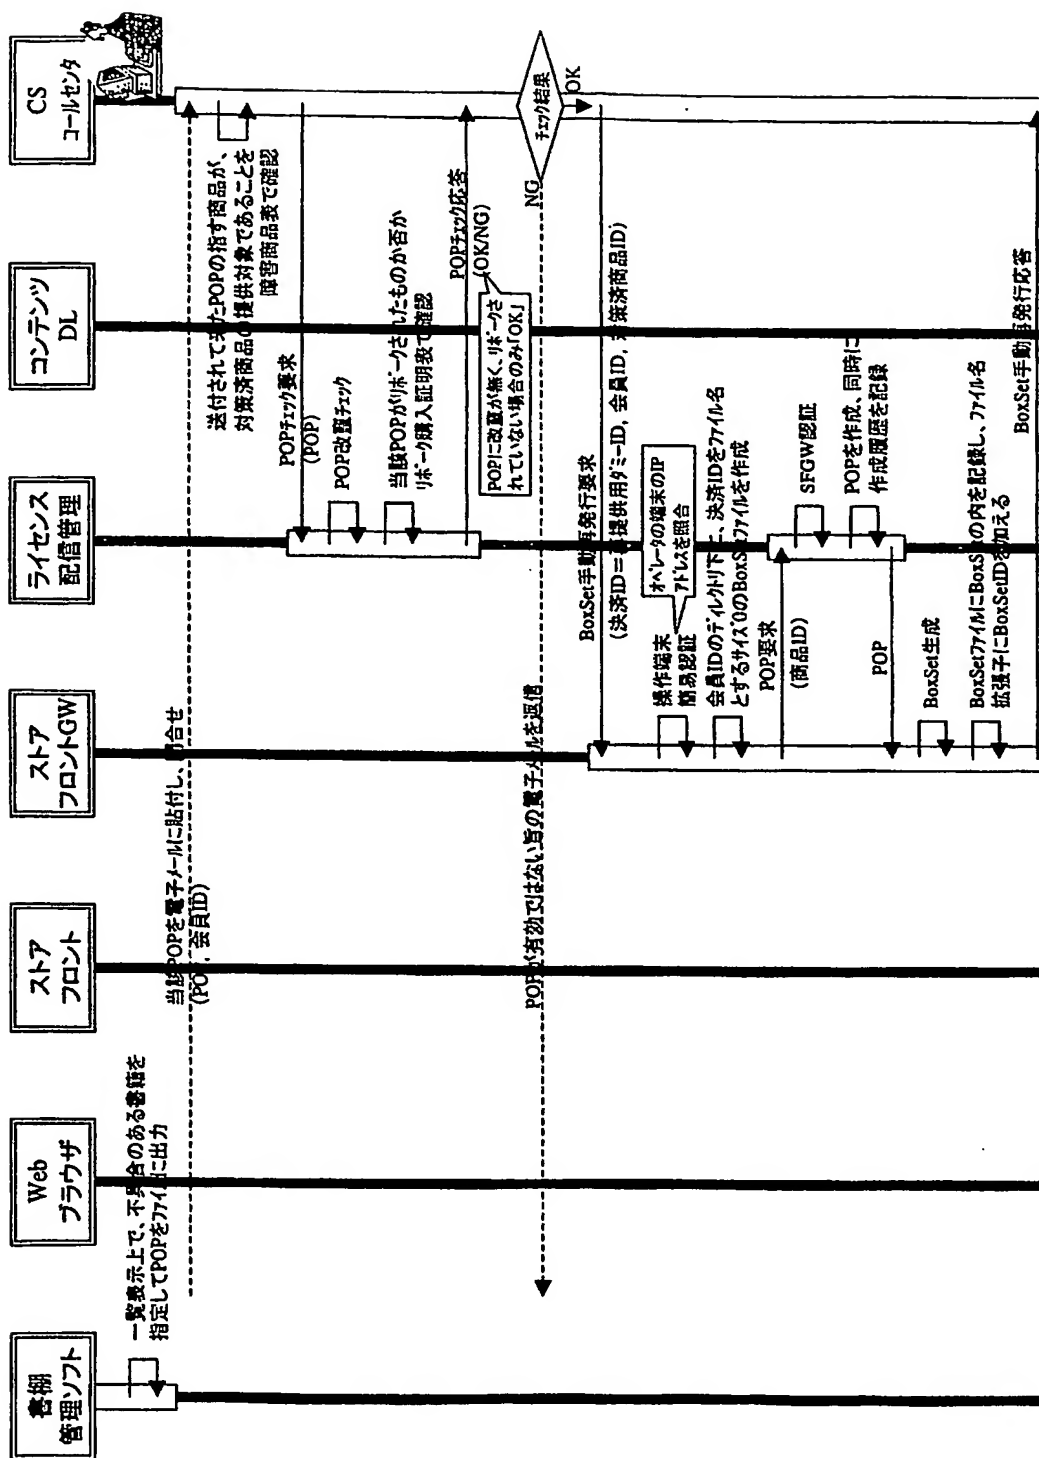 書棚
管理ソフト
Web
ブラウザ
ストア
フロント
ストア
フロントGW
ライセンス
配信管理
コンテンツ
DL
CS
コールセンタ
一覧表示上で、不具合のある書籍を
指定してPOPをファイルに出力
当該POPを電子メールに貼付し、問合せ
(POP, 会員ID)
送付されて来たPOPの指す商品が、
対策済商品の提供対象であることを
障害商品表で確認
POPチェック要求
(POP)
POP改竄チェック
当該POPがリボークされたものか否か
リボーク購入証明表で確認
POPチェック応答
(OK/NG)
POPに改竄が無く、リボークさ
れていない場合のみ「OK」
チェック結果
NG
OK
POPが有効ではない旨の電子メールを返信
BoxSet手動再発行要求
(決済ID=再提供用ダミーID, 会員ID, 対策済商品ID)
操作端末
簡易認証
オペレータの端末のIP
アドレスを照合
会員IDのディレクトリ下に、決済IDをファイル名
とするサイズ0のBoxSetファイルを作成
POP要求
(商品ID)
SFGW認証
POPを作成、同時に
作成履歴を記録
POP
BoxSet生成
BoxSetファイルにBoxSetの内を記録し、ファイル名
拡張子にBoxSetIDを加える
BoxSet手動再発行応答